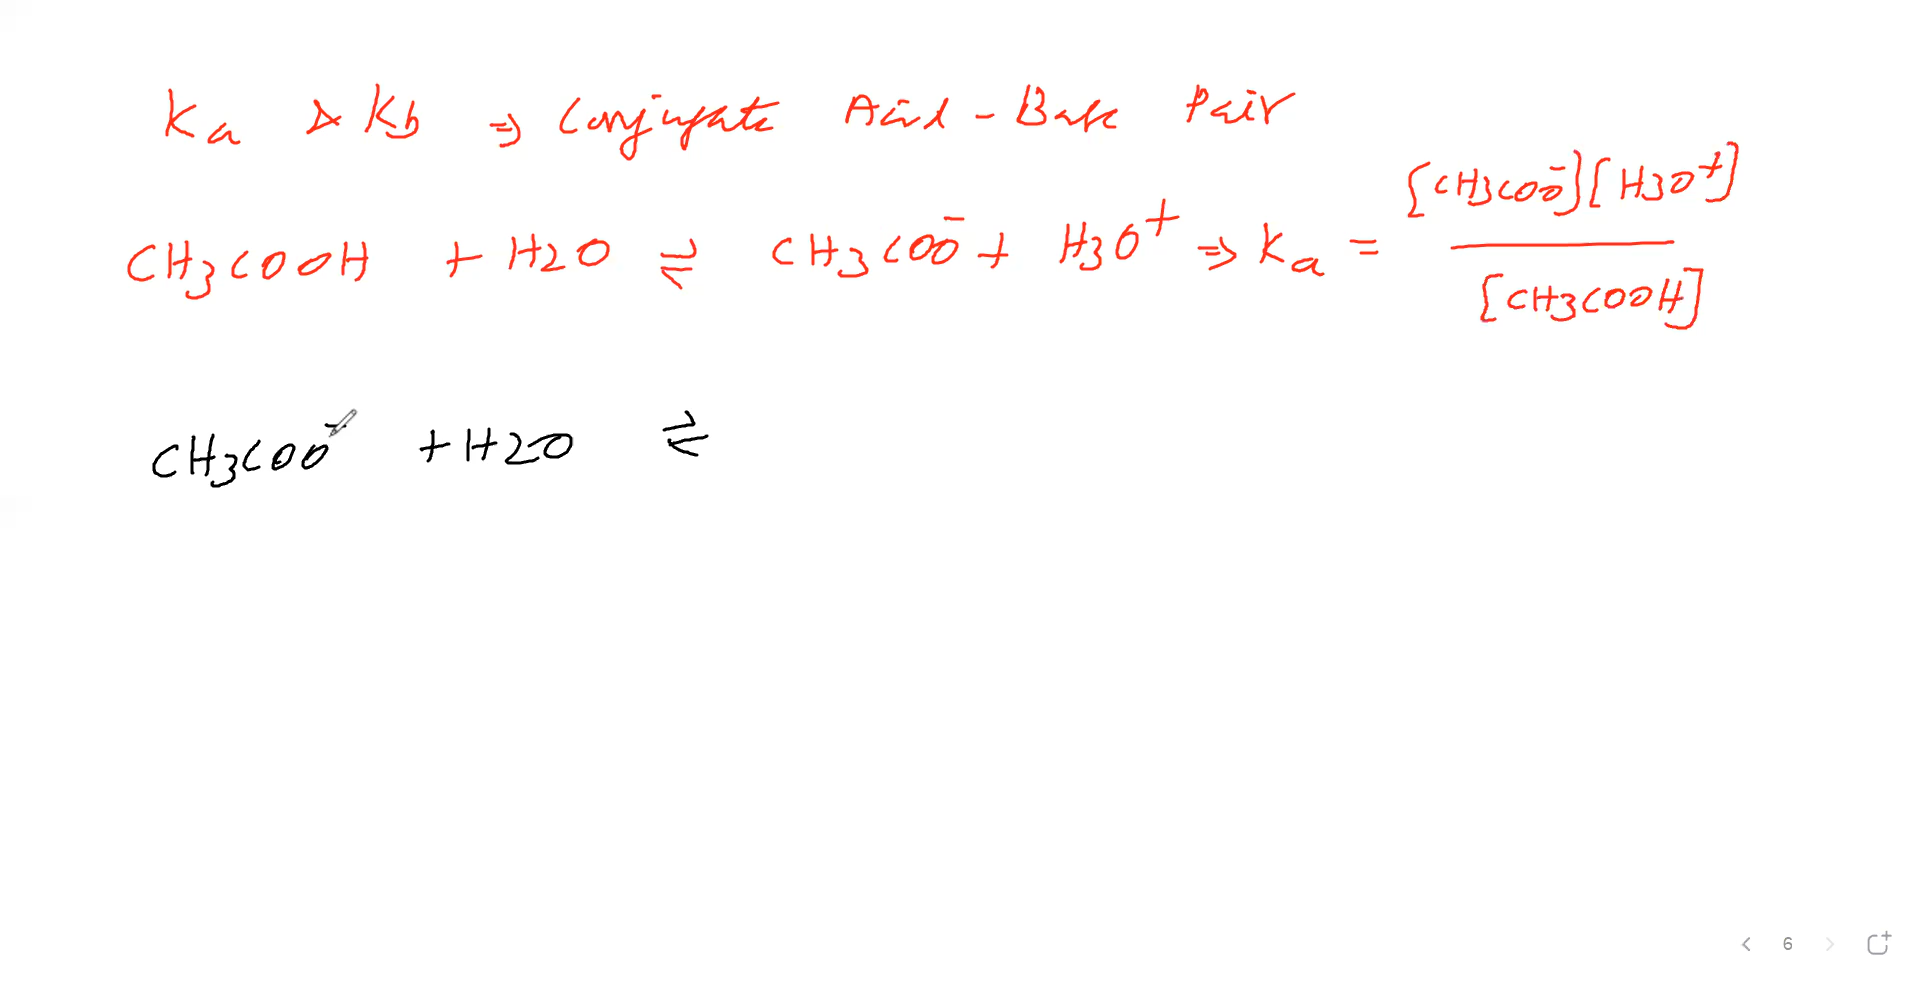 Ka & Kb ⇒ Conjugate Acid - Base Pair
CH3COOH + H2O ⇌ CH3COO⁻ + H3O⁺ ⇒ Ka = [CH3COO⁻][H3O⁺] / [CH3COOH]
CH3COO⁻ + H2O ⇌
6